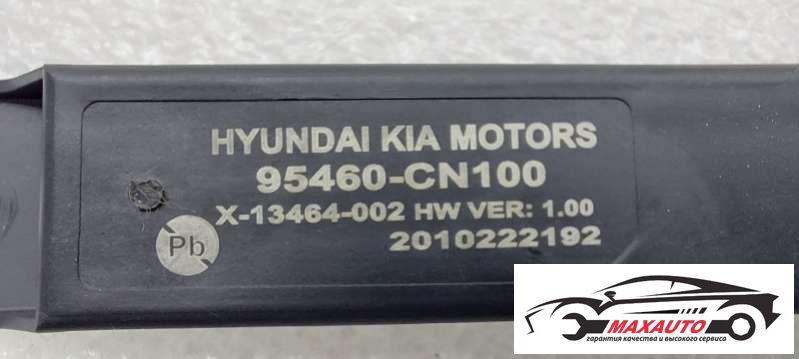 HYUNDAI KIA MOTORS
95460-CN100
X-13464-002 HW VER: 1.00
Pb
2010222192
MAXAUTO
гарантия качества и высокого сервиса